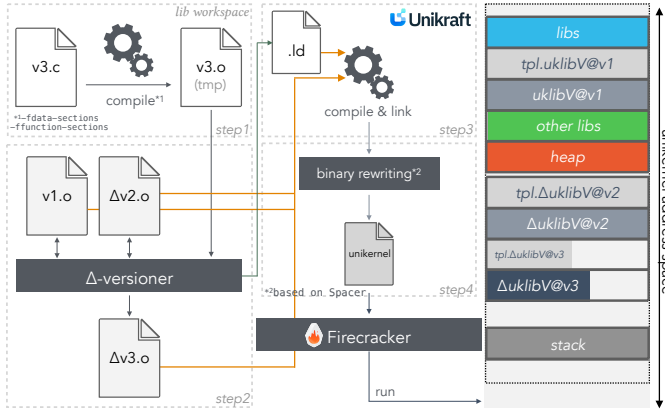 lib workspace
v3.c
compile*1
v3.o
(tmp)
*1-fdata-sections
-ffunction-sections
step1
v1.o
Δv2.o
Δ-versioner
Δv3.o
step2
.ld
Unikraft
compile & link
step3
binary rewriting*2
unikernel
*2based on Spacer
step4
Firecracker
run
libs
tpl.uklibV@v1
uklibV@v1
other libs
heap
tpl.ΔuklibV@v2
ΔuklibV@v2
tpl.ΔuklibV@v3
ΔuklibV@v3
stack
unikernel address space